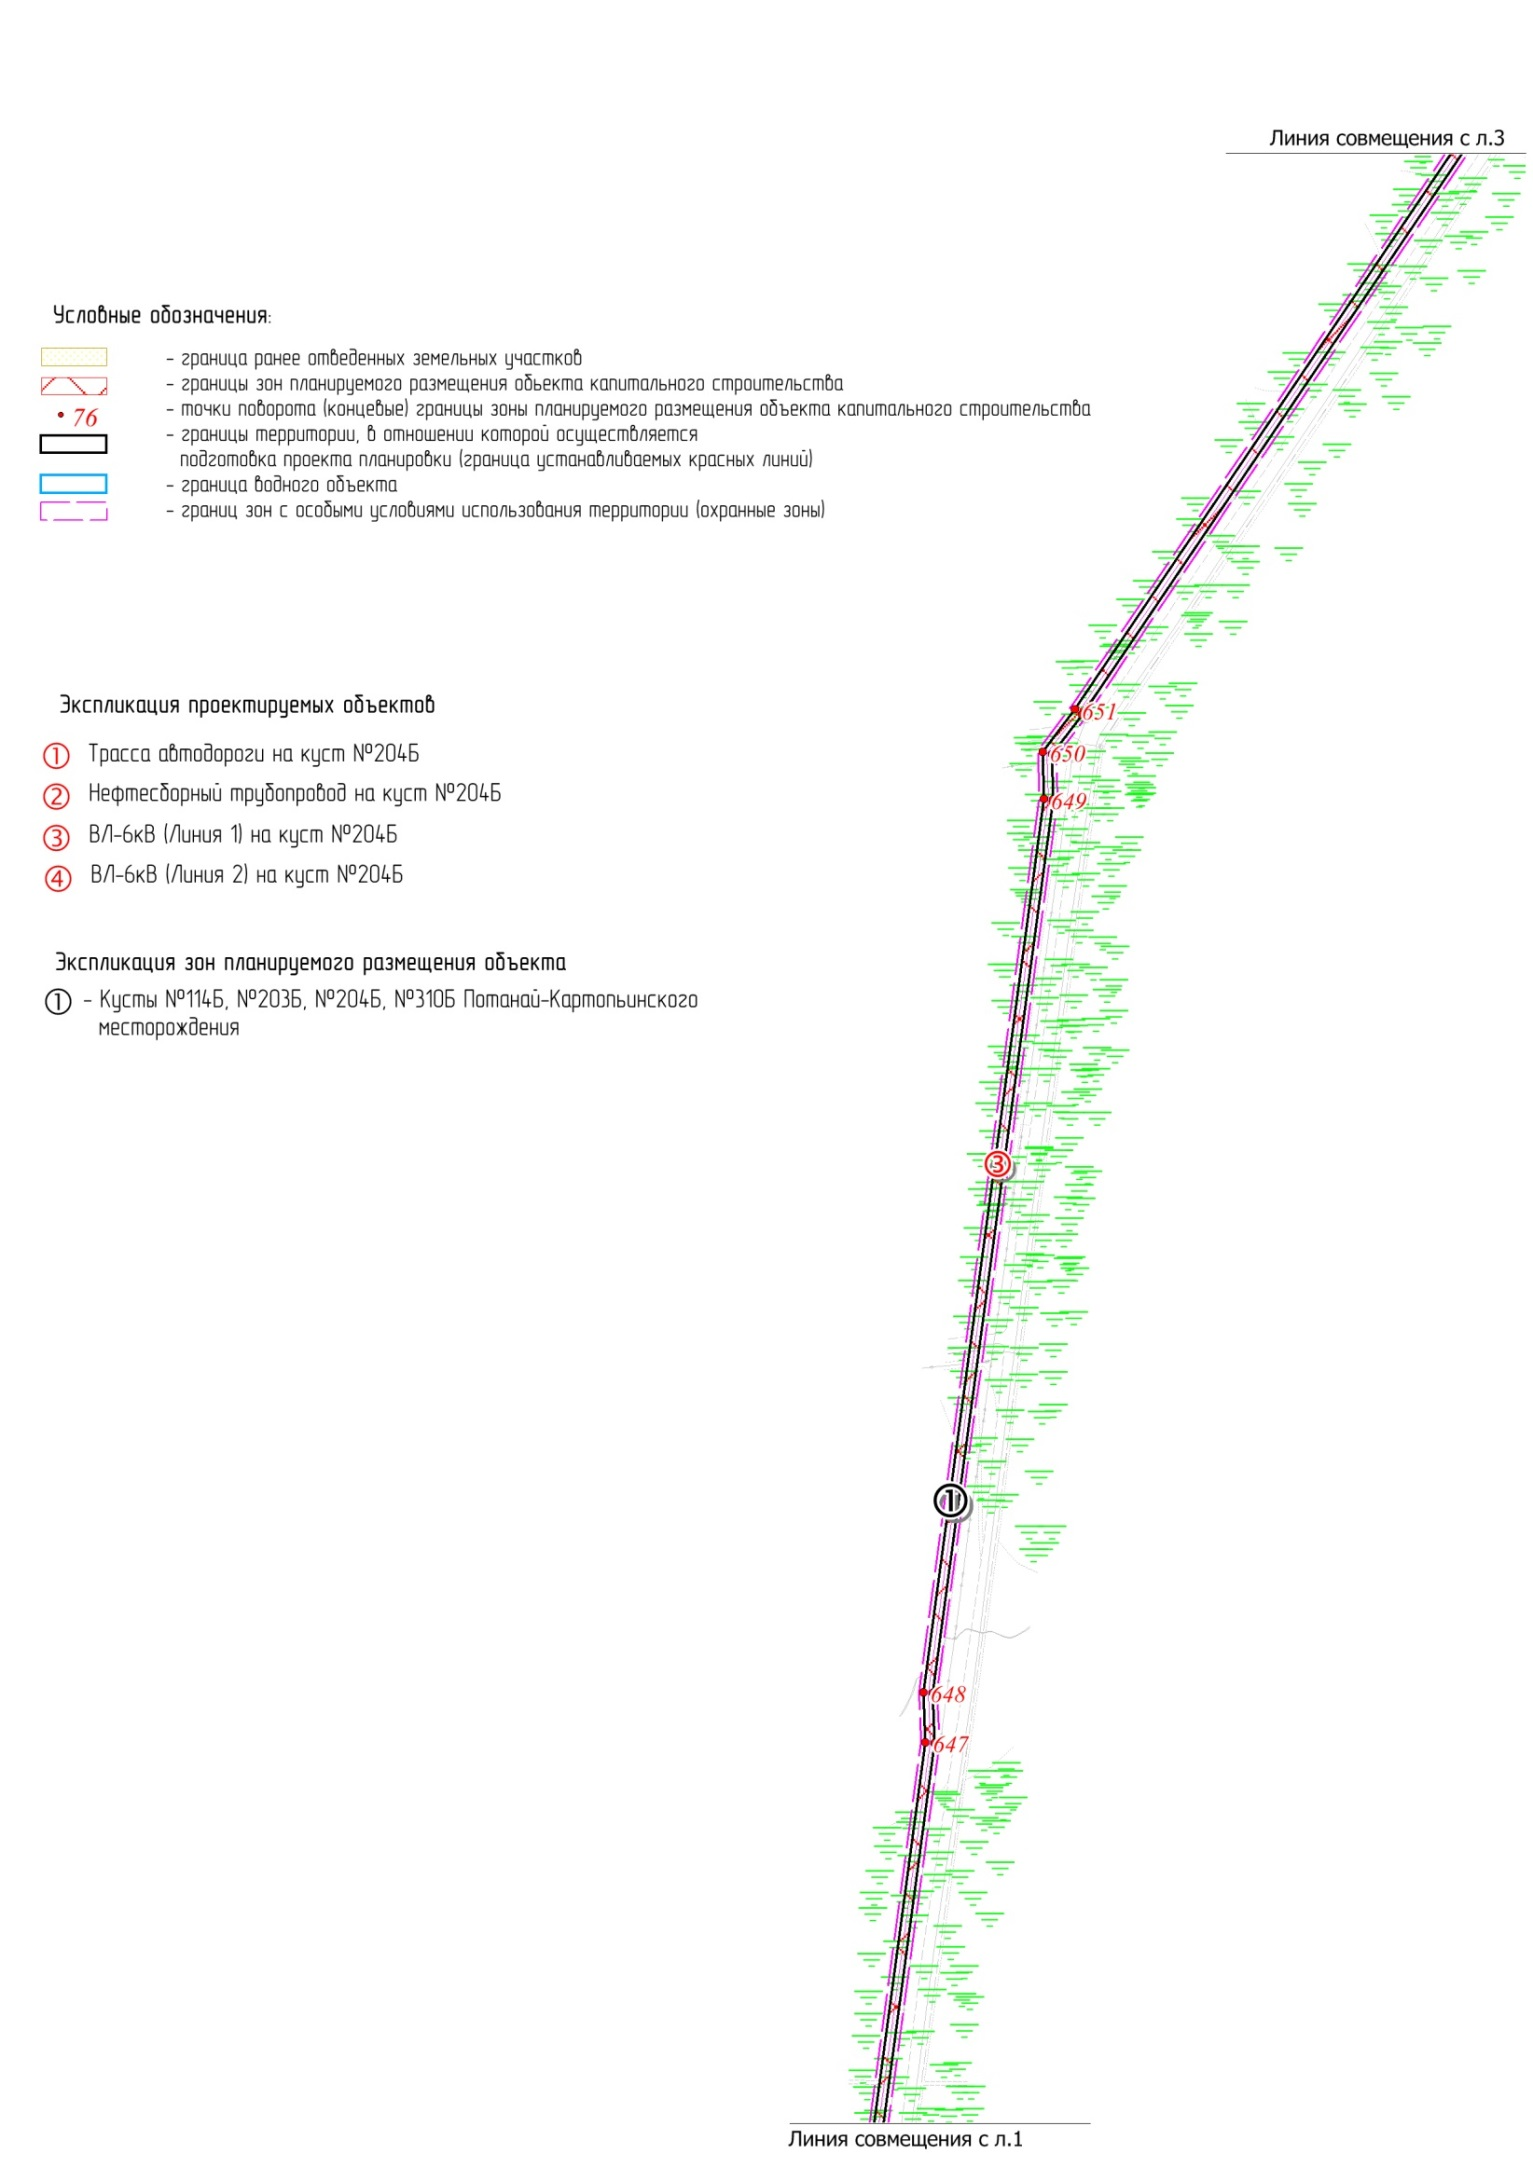 Линия совмещения с л.3
Условные обозначения:
- граница ранее отведенных земельных участков
- границы зон планируемого размещения обьекта капитального строительства
76
- точки поворота (концевые) границы зоны планируемого размещения объекта капитального строительства
- границы территории, в отношении которой осуществляется
подготовка проекта планировки (граница устанавливаемых красных линий)
- граница водного объекта
- границ зон с особыми условиями использования территории (охранные зоны)
Экспликация проектируемых объектов
1 Трасса автодороги на куст №204Б
2 Нефтесборный трубопровод на куст №204Б
3 ВЛ-6кВ (Линия 1) на куст №204Б
4 ВЛ-6кВ (Линия 2) на куст №204Б
Экспликация зон планируемого размещения объекта
1 - Кусты №114Б, №203Б, №204Б, №310Б Потанай-Картопьинского
месторождения
651
650
649
3
1
648
647
Линия совмещения с л.1